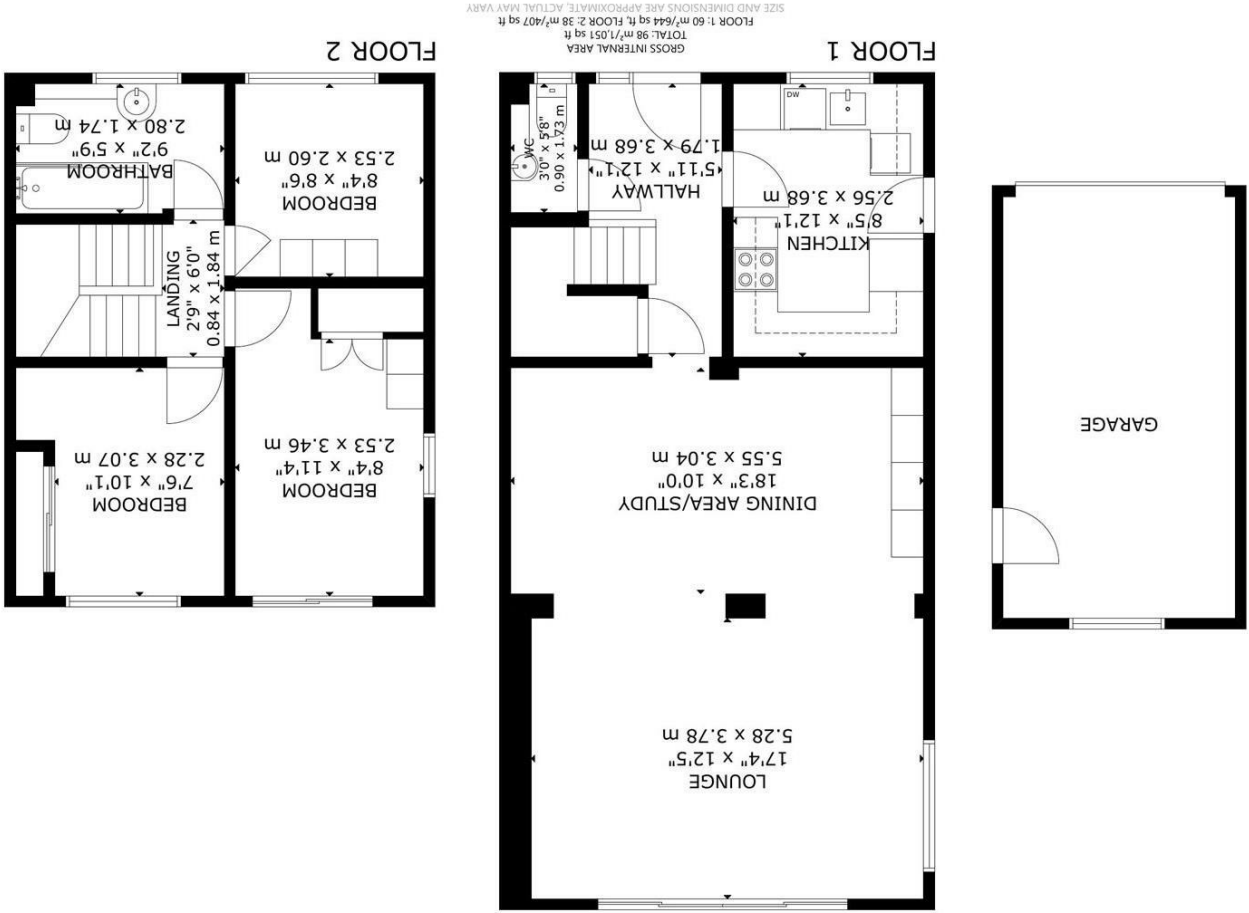 GARAGE
LOUNGE
17'4" x 12'5"
5.28 x 3.78 m
DINING AREA/STUDY
18'3" x 10'0"
5.55 x 3.04 m
KITCHEN
8'5" x 12'1"
2.56 x 3.68 m
DW
HALLWAY
5'11" x 12'1"
1.79 x 3.68 m
WC
3'0" x 5'8"
0.90 x 1.73 m
FLOOR 1
BEDROOM
8'4" x 11'4"
2.53 x 3.46 m
BEDROOM
7'6" x 10'1"
2.28 x 3.07 m
LANDING
2'9" x 6'0"
0.84 x 1.84 m
BEDROOM
8'4" x 8'6"
2.53 x 2.60 m
BATHROOM
9'2" x 5'9"
2.80 x 1.74 m
FLOOR 2
GROSS INTERNAL AREA
TOTAL: 98 m²/1,051 sq ft
FLOOR 1: 60 m²/644 sq ft, FLOOR 2: 38 m²/407 sq ft
SIZE AND DIMENSIONS ARE APPROXIMATE, ACTUAL MAY VARY